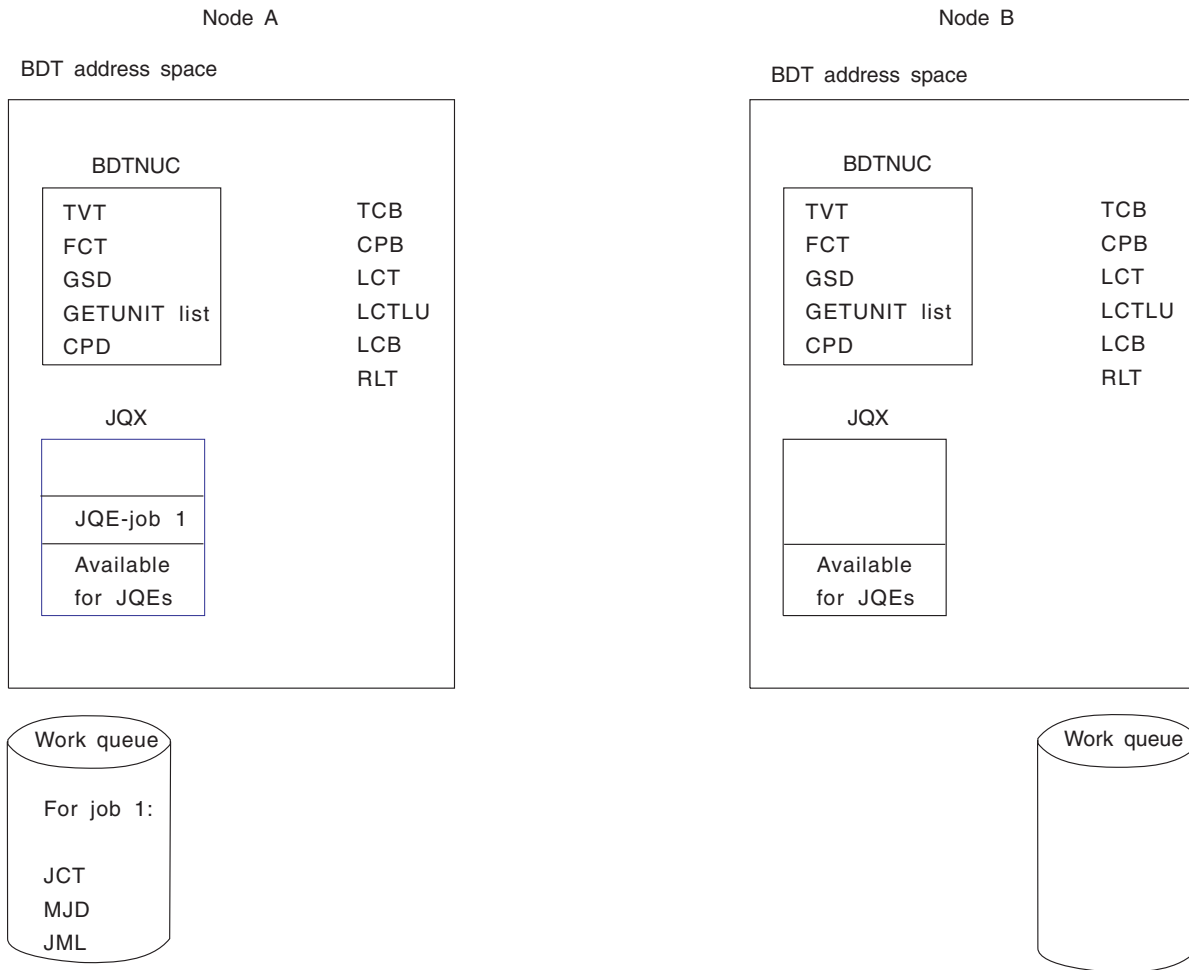 Node A
BDT address space
BDTNUC
TVT
FCT
GSD
GETUNIT list
CPD
TCB
CPB
LCT
LCTLU
LCB
RLT
JQX
JQE-job 1
Available
for JQEs
Work queue
For job 1:
JCT
MJD
JML
Node B
BDT address space
BDTNUC
TVT
FCT
GSD
GETUNIT list
CPD
TCB
CPB
LCT
LCTLU
LCB
RLT
JQX
Available
for JQEs
Work queue